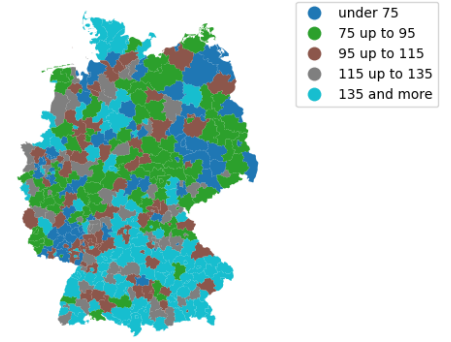 under 75
75 up to 95
95 up to 115
115 up to 135
135 and more